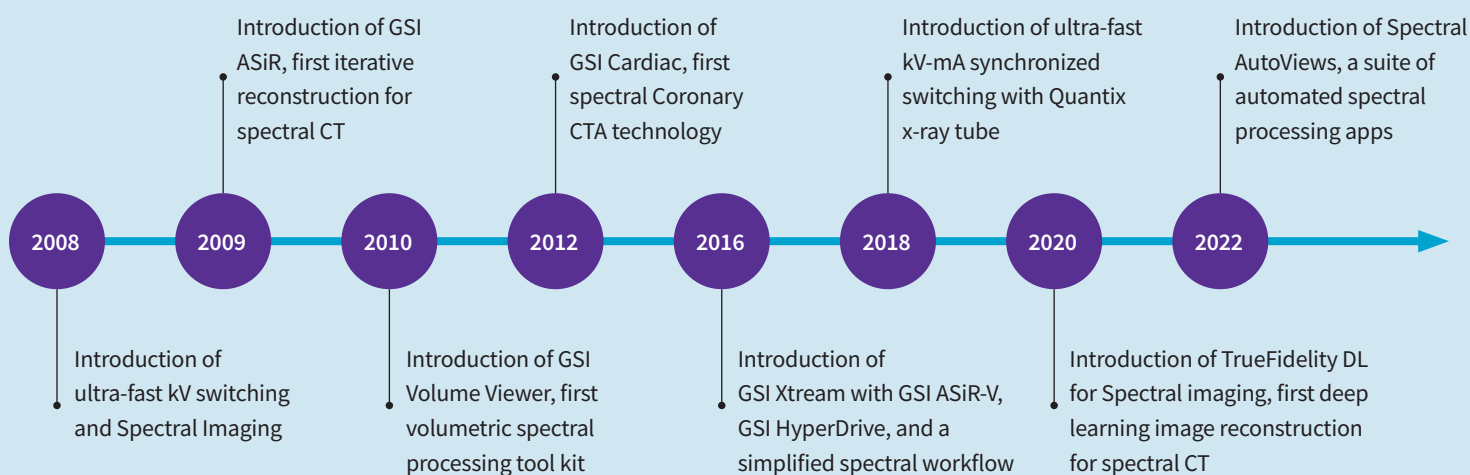 Introduction of GSI
ASiR, first iterative
reconstruction for
spectral CT
Introduction of
GSI Cardiac, first
spectral Coronary
CTA technology
Introduction of ultra-fast
kV-mA synchronized
switching with Quantix
x-ray tube
Introduction of Spectral
AutoViews, a suite of
automated spectral
processing apps
2008
2009
2010
2012
2016
2018
2020
2022
Introduction of
ultra-fast kV switching
and Spectral Imaging
Introduction of GSI
Volume Viewer, first
volumetric spectral
processing tool kit
Introduction of
GSI Xtream with GSI ASiR-V,
GSI HyperDrive, and a
simplified spectral workflow
Introduction of TrueFidelity DL
for Spectral imaging, first deep
learning image reconstruction
for spectral CT